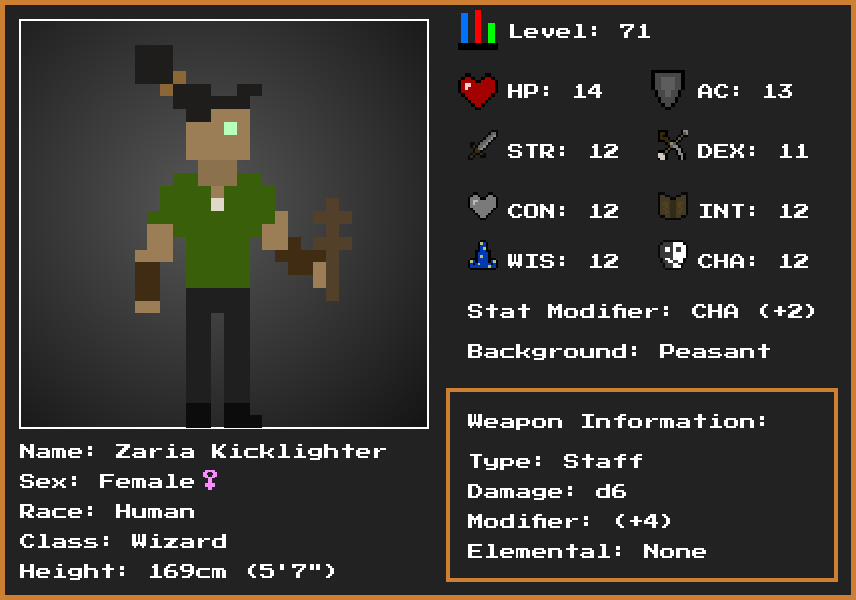 Level: 71
HP: 14 AC: 13
STR: 12 DEX: 11
CON: 12 INT: 12
WIS: 12 CHA: 12
Stat Modifier: CHA (+2)
Background: Peasant
Weapon Information:
Type: Staff
Damage: d6
Modifier: (+4)
Elemental: None
Name: Zaria Kicklighter
Sex: Female♀
Race: Human
Class: Wizard
Height: 169cm (5'7")